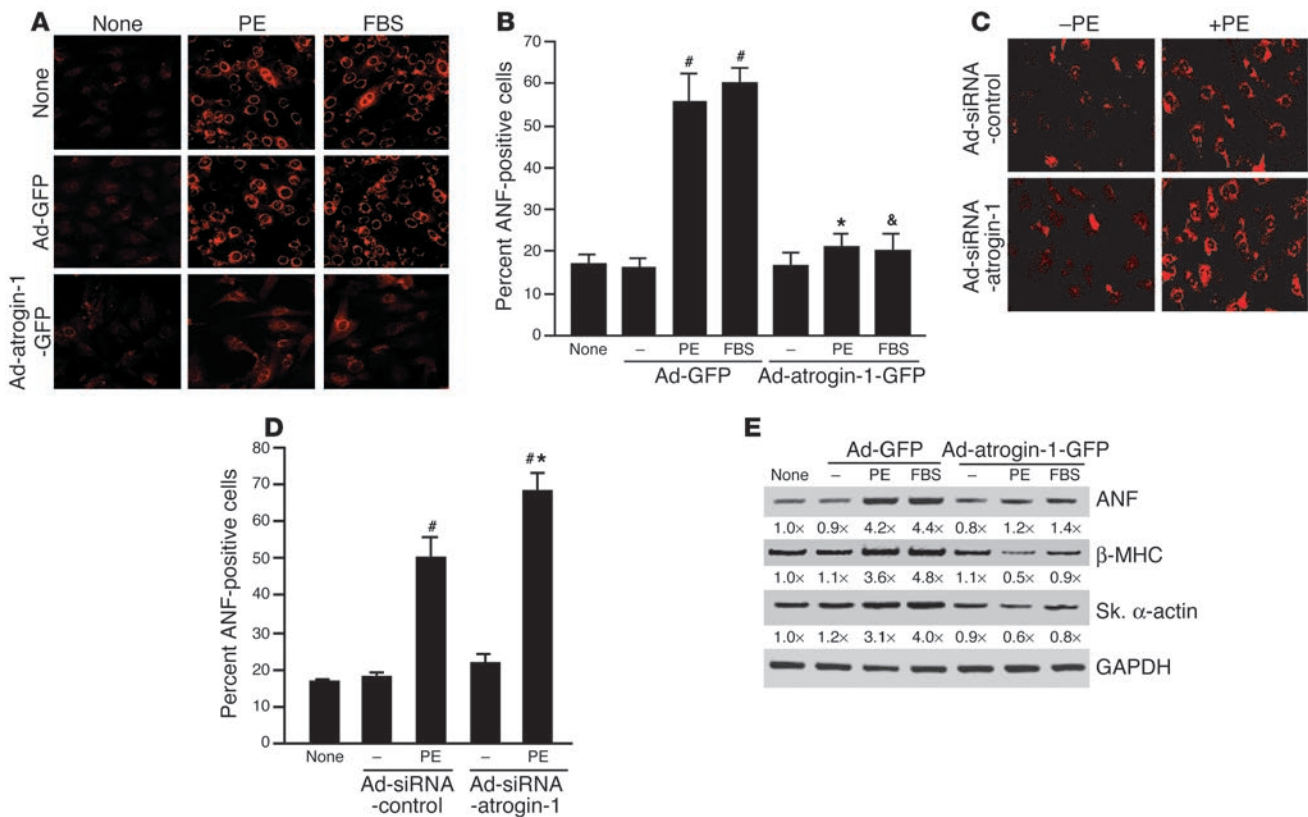 A
None PE FBS
None
Ad-GFP
Ad-atrogin-1
-GFP
B
Percent ANF-positive cells
70
60
50
40
30
20
10
0
# # * &
None – PE FBS – PE FBS
Ad-GFP Ad-atrogin-1-GFP
C
–PE +PE
Ad-siRNA
-control
Ad-siRNA
-atrogin-1
D
Percent ANF-positive cells
80
70
60
50
40
30
20
10
0
# #*
None – PE – PE
Ad-siRNA
-control
Ad-siRNA
-atrogin-1
E
Ad-GFP Ad-atrogin-1-GFP
None – PE FBS – PE FBS
ANF
1.0× 0.9× 4.2× 4.4× 0.8× 1.2× 1.4×
β-MHC
1.0× 1.1× 3.6× 4.8× 1.1× 0.5× 0.9×
Sk. α-actin
1.0× 1.2× 3.1× 4.0× 0.9× 0.6× 0.8×
GAPDH